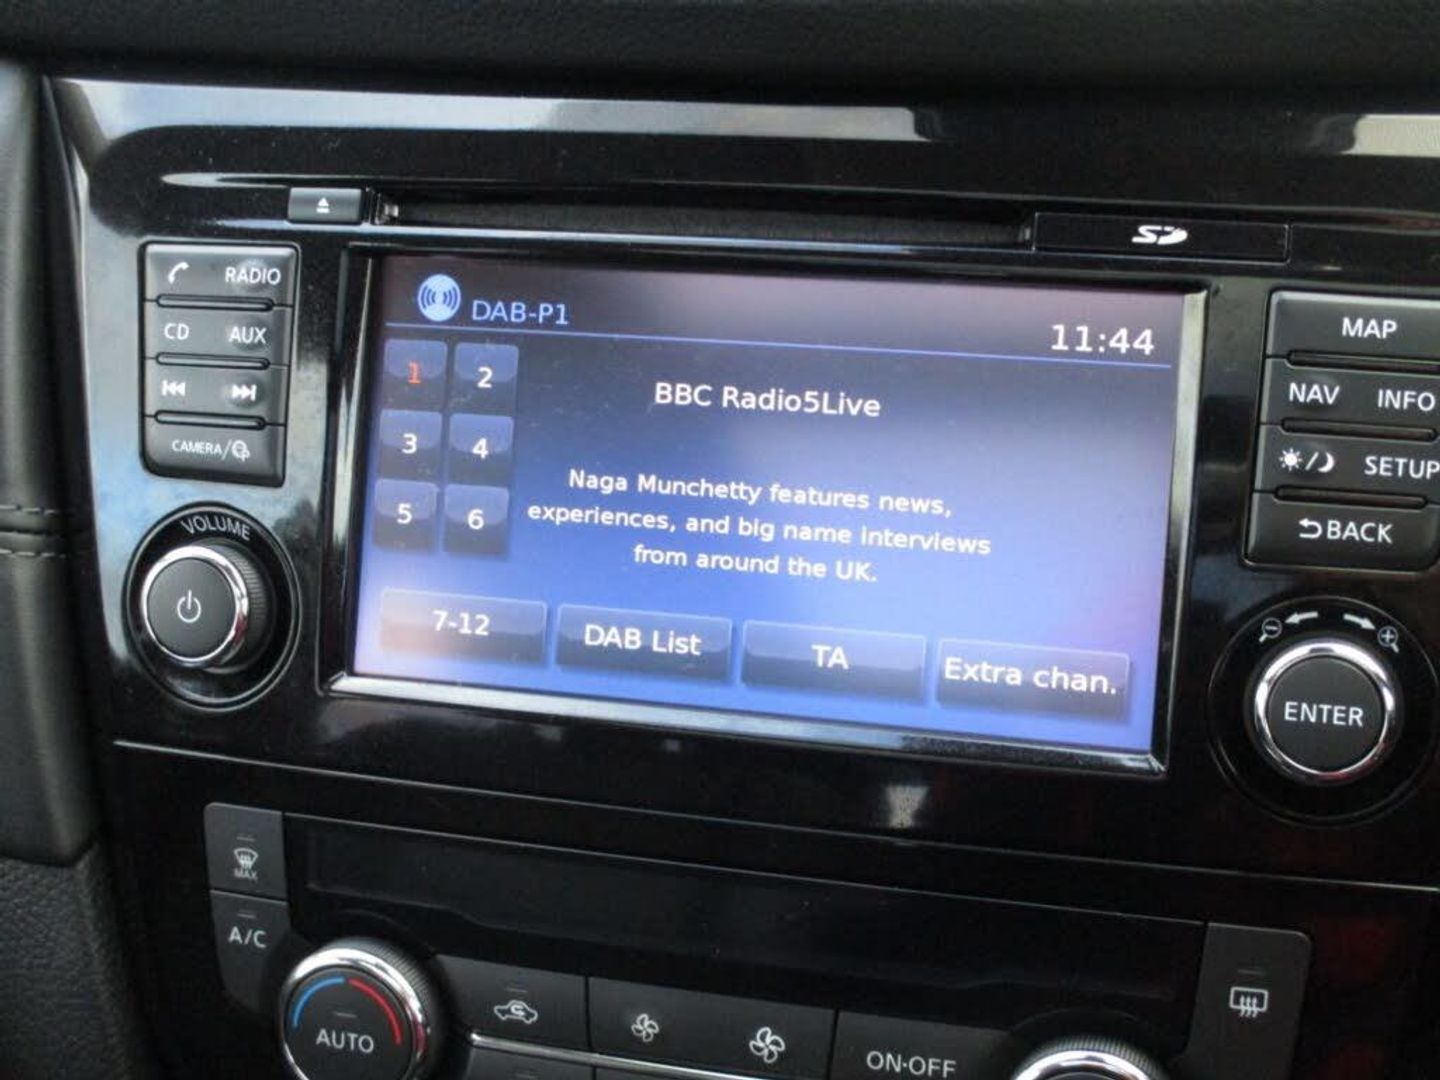 SD
RADIO
CD AUX
CAMERA/
VOLUME
DAB-P1
11:44
1 2
3 4
5 6
BBC Radio5Live
Naga Munchetty features news,
experiences, and big name interviews
from around the UK.
7-12 DAB List TA Extra chan.
MAP
NAV INFO
SETUP
BACK
ENTER
MAX
A/C
AUTO
ON·OFF